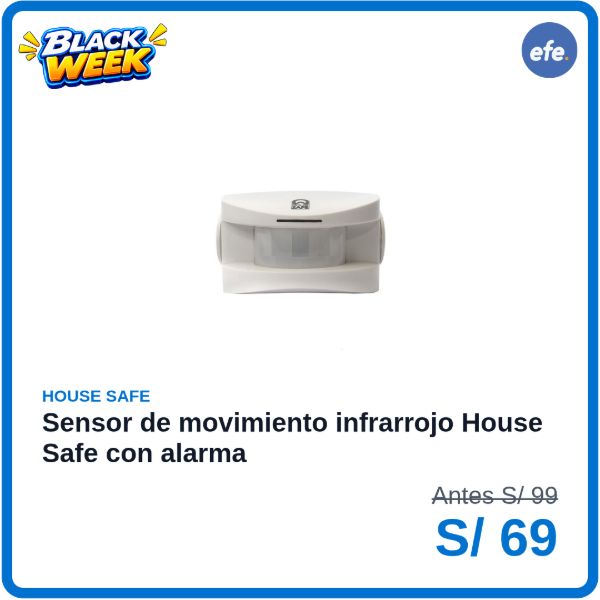 BLACK
WEEK
efe.
HOUSE SAFE
Sensor de movimiento infrarrojo House
Safe con alarma
Antes S/ 99
S/ 69